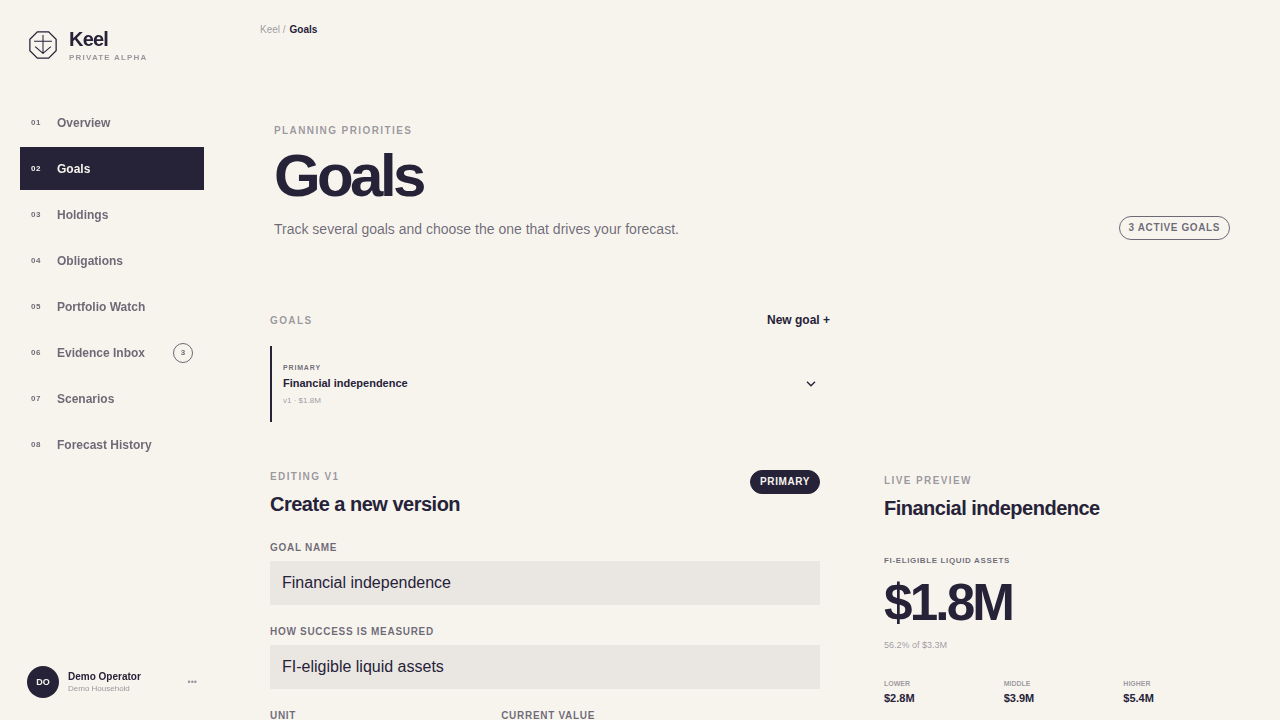 Keel
PRIVATE ALPHA
01 Overview
02 Goals
03 Holdings
04 Obligations
05 Portfolio Watch
06 Evidence Inbox 3
07 Scenarios
08 Forecast History
DO Demo Operator
Demo Household
Keel / Goals
PLANNING PRIORITIES
Goals
Track several goals and choose the one that drives your forecast.
3 ACTIVE GOALS
GOALS
New goal +
PRIMARY
Financial independence
v1 · $1.8M
EDITING V1
PRIMARY
Create a new version
GOAL NAME
Financial independence
HOW SUCCESS IS MEASURED
FI-eligible liquid assets
UNIT
CURRENT VALUE
LIVE PREVIEW
Financial independence
FI-ELIGIBLE LIQUID ASSETS
$1.8M
56.2% of $3.3M
LOWER MIDDLE HIGHER
$2.8M $3.9M $5.4M